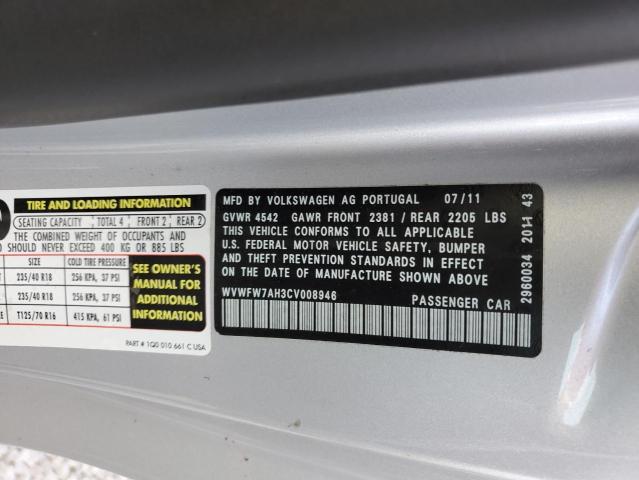 TIRE AND LOADING INFORMATION
SEATING CAPACITY TOTAL 4 FRONT 2 REAR 2
THE COMBINED WEIGHT OF OCCUPANTS AND
SHOULD NEVER EXCEED 400 KG OR 885 LBS
SIZE COLD TIRE PRESSURE
235/40 R18 256 KPA, 37 PSI
235/40 R18 256 KPA, 37 PSI
T125/70 R16 415 KPA, 61 PSI
SEE OWNER'S
MANUAL FOR
ADDITIONAL
INFORMATION
PART # 1Q0 010 661 C USA
MFD BY VOLKSWAGEN AG PORTUGAL 07/11
GVWR 4542 GAWR FRONT 2381 / REAR 2205 LBS
THIS VEHICLE CONFORMS TO ALL APPLICABLE
U.S. FEDERAL MOTOR VEHICLE SAFETY, BUMPER
AND THEFT PREVENTION STANDARDS IN EFFECT
ON THE DATE OF MANUFACTURE SHOWN ABOVE
WVWFW7AH3CV008946
PASSENGER CAR
2960034 2011 43